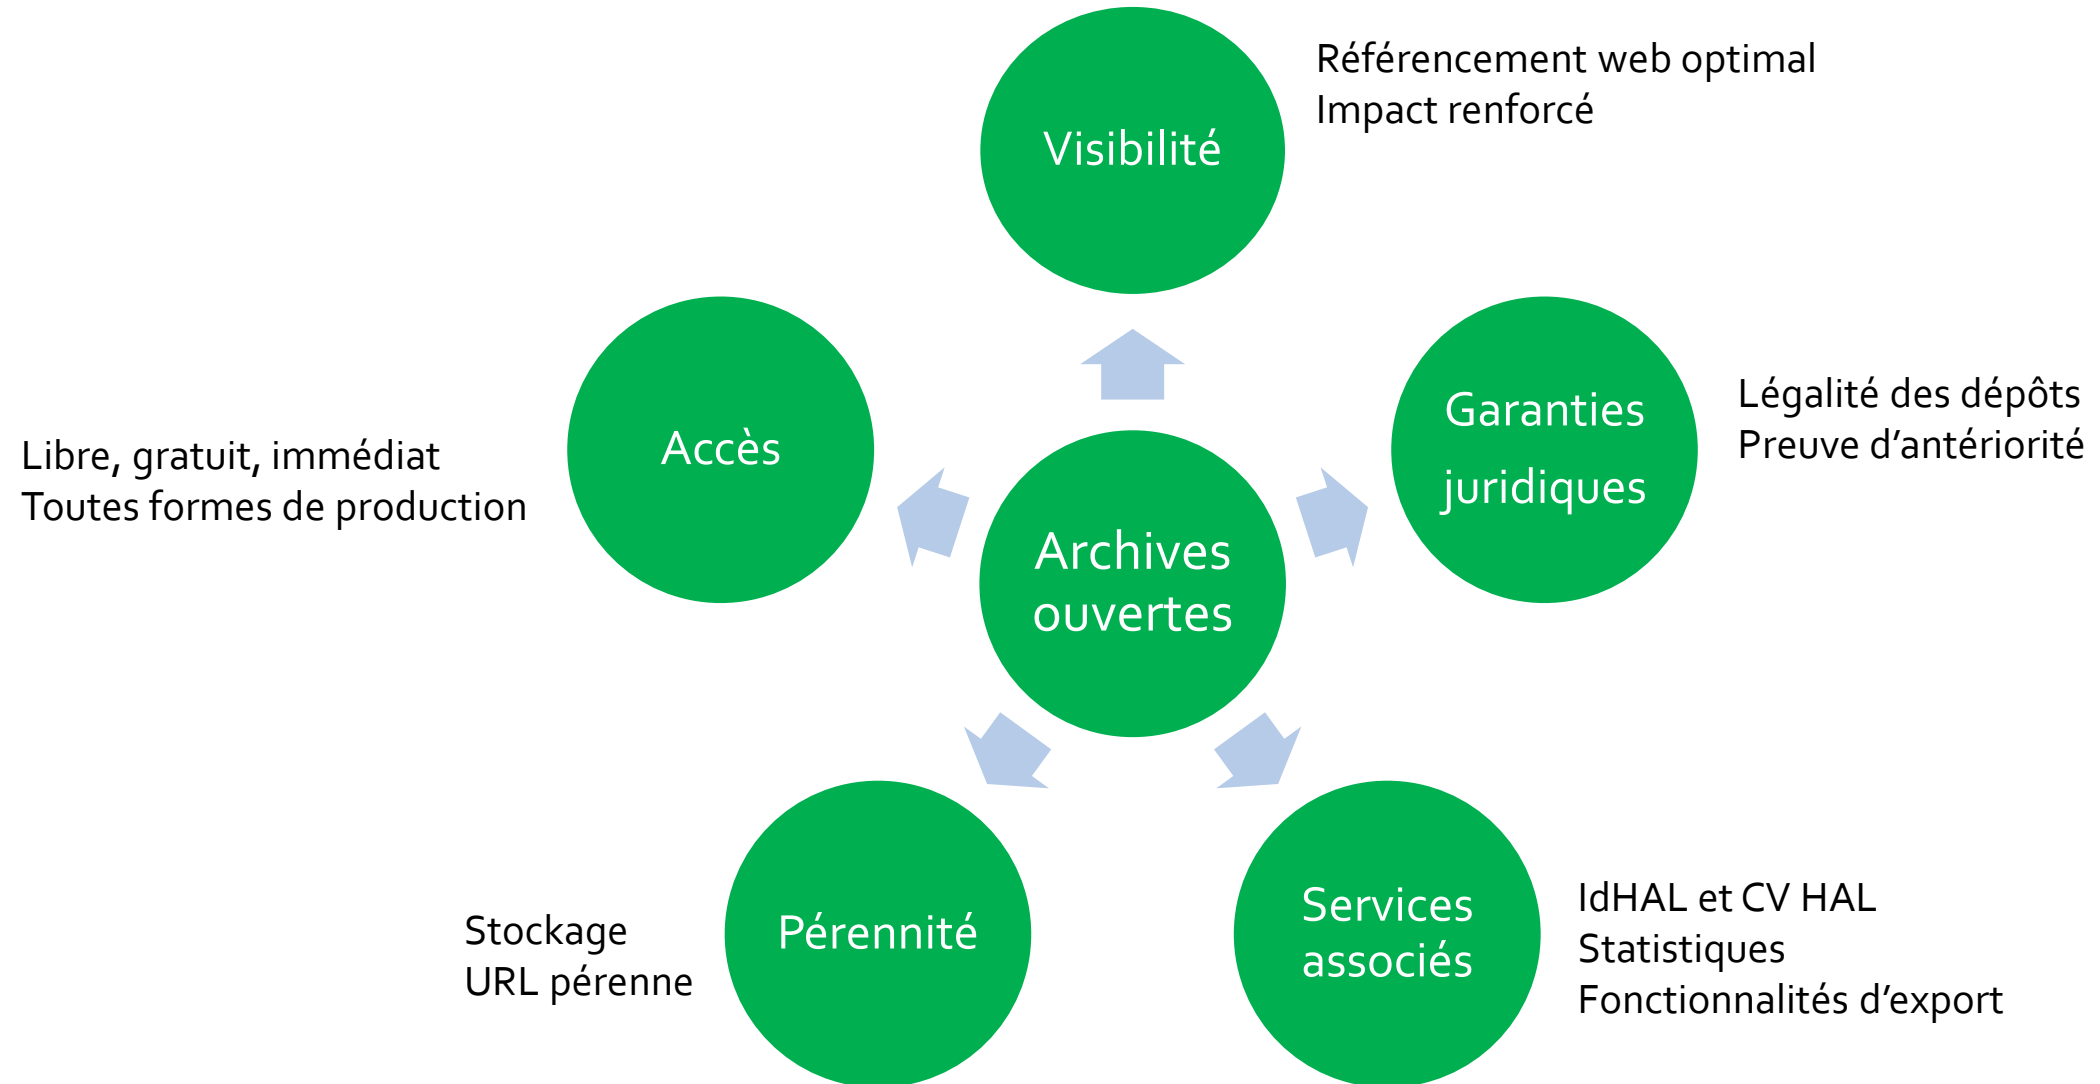 Visibilité
Référencement web optimal
Impact renforcé
Garanties
juridiques
Légalité des dépôts
Preuve d’antériorité
Accès
Libre, gratuit, immédiat
Toutes formes de production
Archives
ouvertes
Pérennité
Stockage
URL pérenne
Services
associés
IdHAL et CV HAL
Statistiques
Fonctionnalités d’export